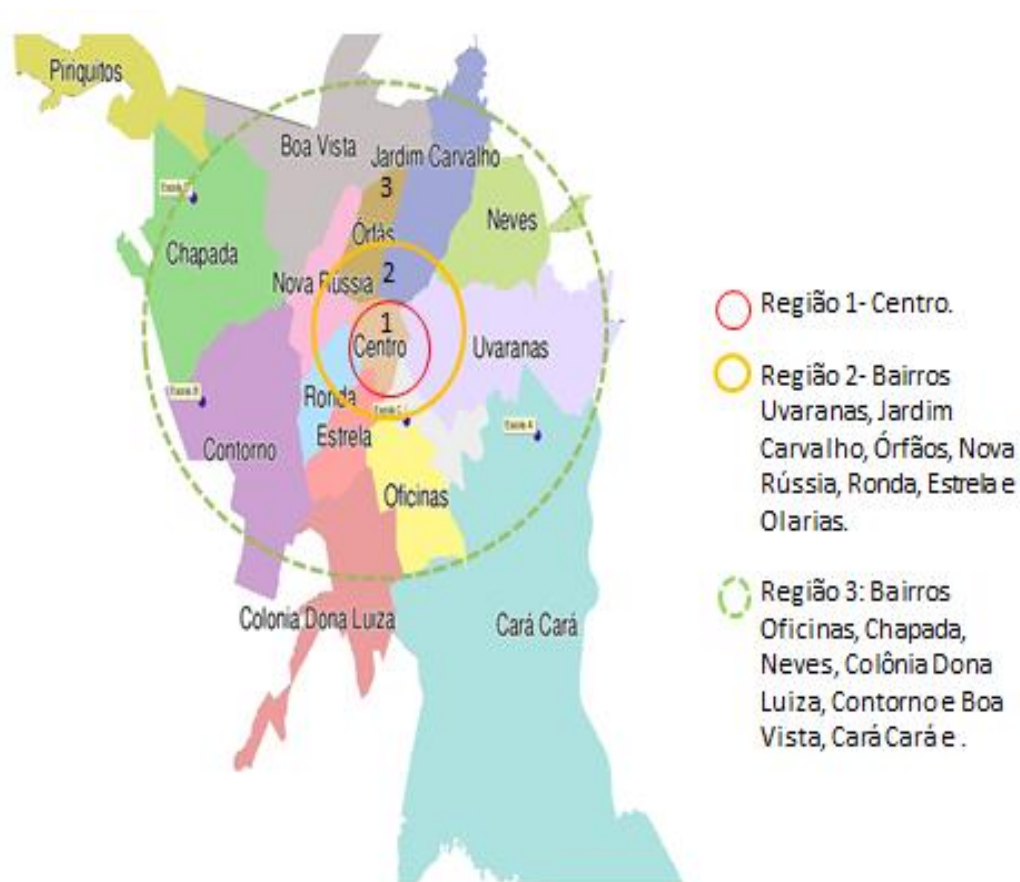 Piriquitos
Boa Vista
Jardim Carvalho
3
Neves
Órfãs
Chapada
2
Nova Rússia
1
Centro
Uvaranas
Ronda
Estrela
Contorno
Oficinas
Colonia Dona Luiza
Cará Cará
Região 1- Centro.
Região 2- Bairros
Uvaranas, Jardim
Carvalho, Órfãos, Nova
Rússia, Ronda, Estrela e
Olarias.
Região 3: Bairros
Oficinas, Chapada,
Neves, Colônia Dona
Luiza, Contorno e Boa
Vista, Cará Cará e .